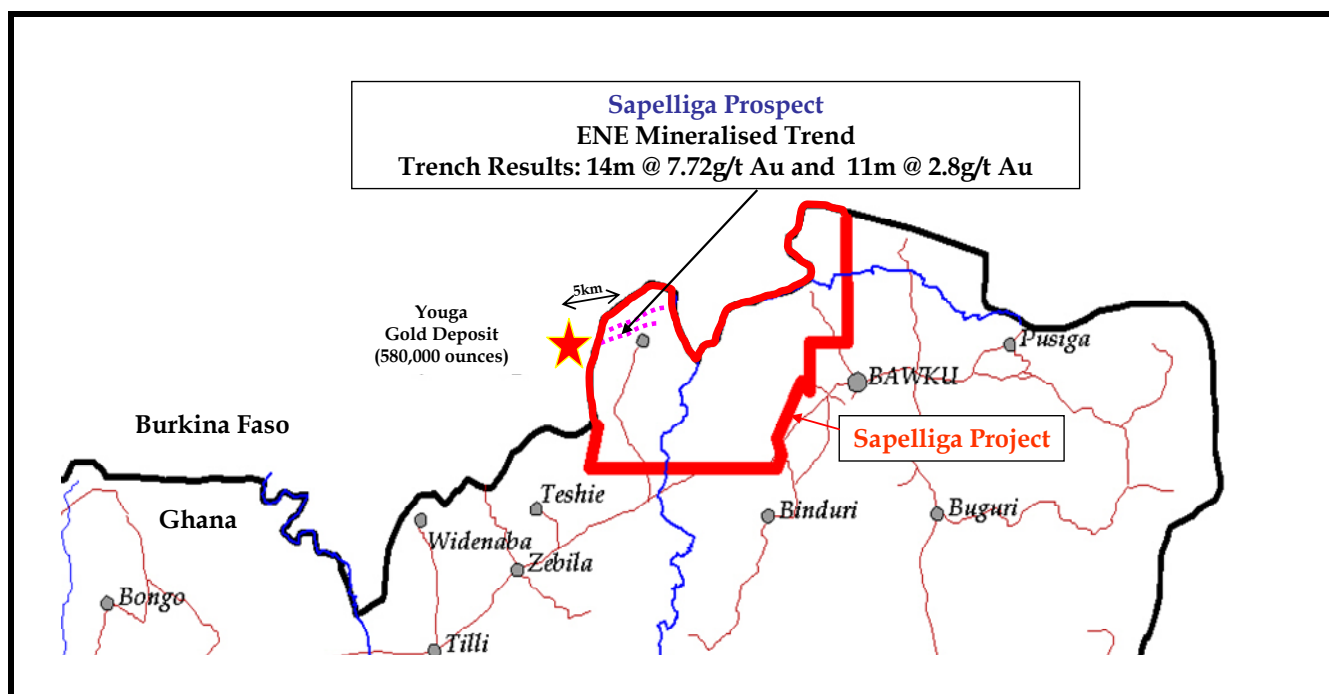 Sapelliga Prospect
ENE Mineralised Trend
Trench Results: 14m @ 7.72g/t Au and 11m @ 2.8g/t Au
5km
Youga
Gold Deposit
(580,000 ounces)
Pusiga
BAWKU
Burkina Faso
Sapelliga Project
Teshie
Ghana
Widenaba
Binduri
Buguri
Zebila
Bongo
Tilli